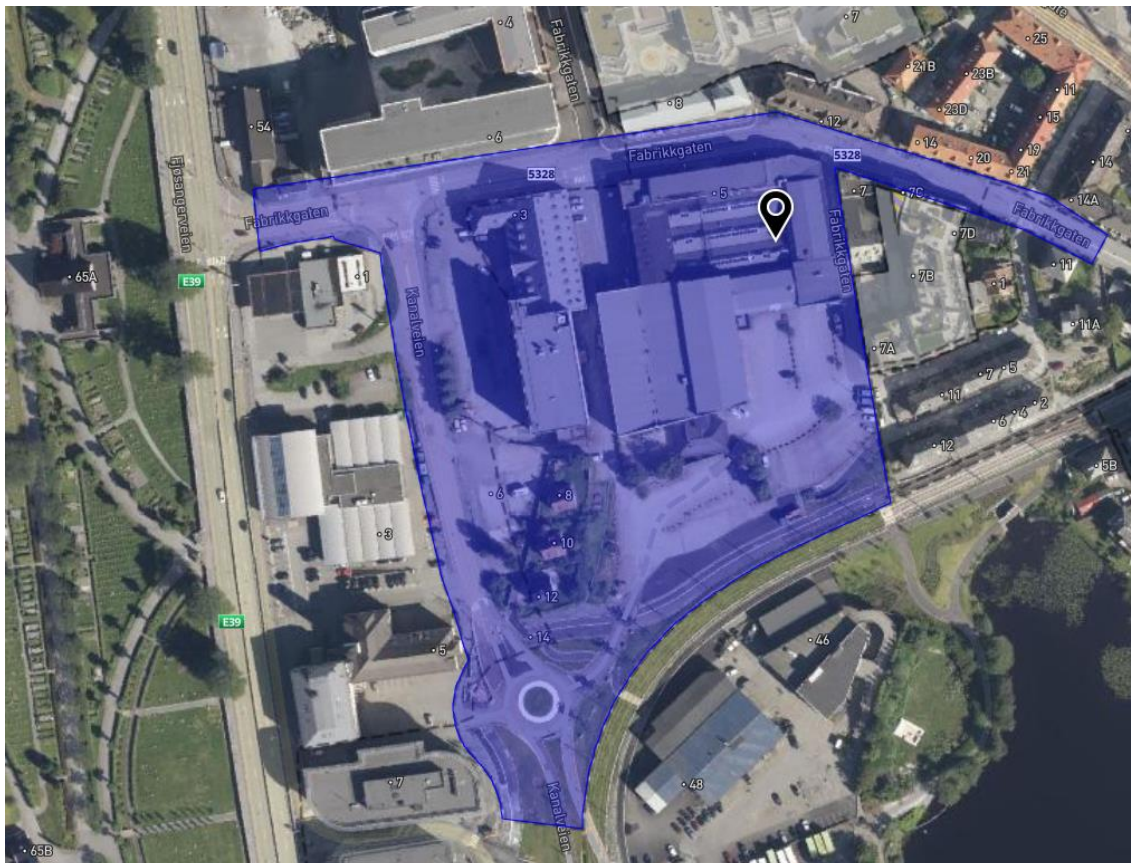 4
7
Fabrikkgaten
25
21B
23B
11
23D
15
8
12
6
54
14
19
20
21
14
14A
Fabrikkgaten
5328
5328
Fjøsangerveien
Fabrikkgaten
3
5
7
7C
Fabrikkgaten
Fabrikkgaten
7D
11
65A
1
E39
7B
1
Kanalveien
11A
7A
7
5
11
2
4
6
12
5B
6
8
3
10
12
E39
14
46
5
7
48
Kanalveien
65B